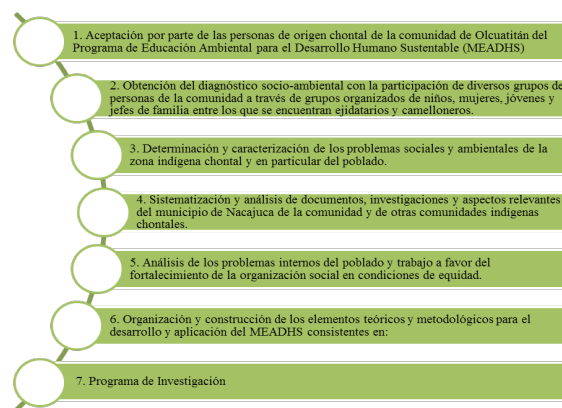 1. Aceptación por parte de las personas de origen chontal de la comunidad de Olcuatitán del
Programa de Educación Ambiental para el Desarrollo Humano Sustentable (MEADHS)
2. Obtención del diagnóstico socio-ambiental con la participación de diversos grupos de
personas de la comunidad a través de grupos organizados de niños, mujeres, jóvenes y
jefes de familia entre los que se encuentran ejidatarios y camelloneros.
3. Determinación y caracterización de los problemas sociales y ambientales de la
zona indígena chontal y en particular del poblado.
4. Sistematización y análisis de documentos, investigaciones y aspectos relevantes
del municipio de Nacajuca de la comunidad y de otras comunidades indígenas
chontales.
5. Análisis de los problemas internos del poblado y trabajo a favor del
fortalecimiento de la organización social en condiciones de equidad.
6. Organización y construcción de los elementos teóricos y metodológicos para el
desarrollo y aplicación del MEADHS consistentes en:
7. Programa de Investigación